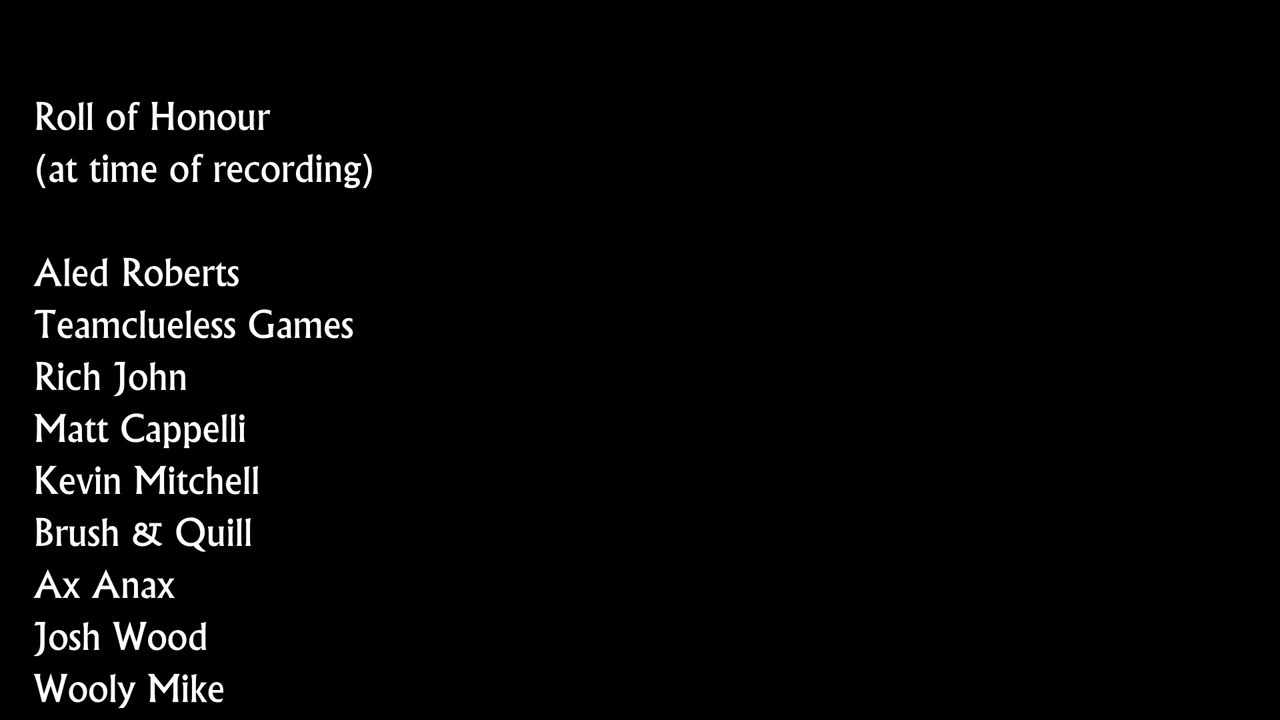 Roll of Honour
(at time of recording)
Aled Roberts
Teamclueless Games
Rich John
Matt Cappelli
Kevin Mitchell
Brush & Quill
Ax Anax
Josh Wood
Wooly Mike